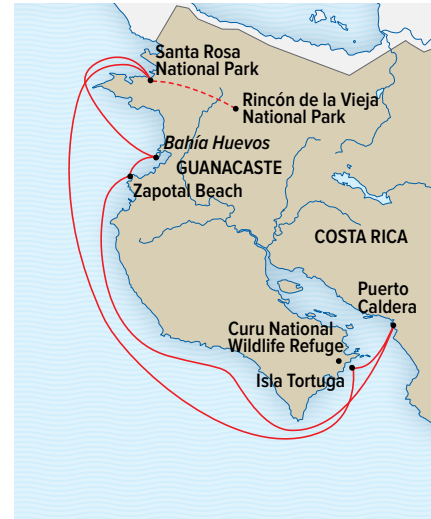 Santa Rosa
National Park
Rincón de la Vieja
National Park
Bahía Huevos
GUANACASTE
Zapotal Beach
COSTA RICA
Puerto
Caldera
Curu National
Wildlife Refuge
Isla Tortuga